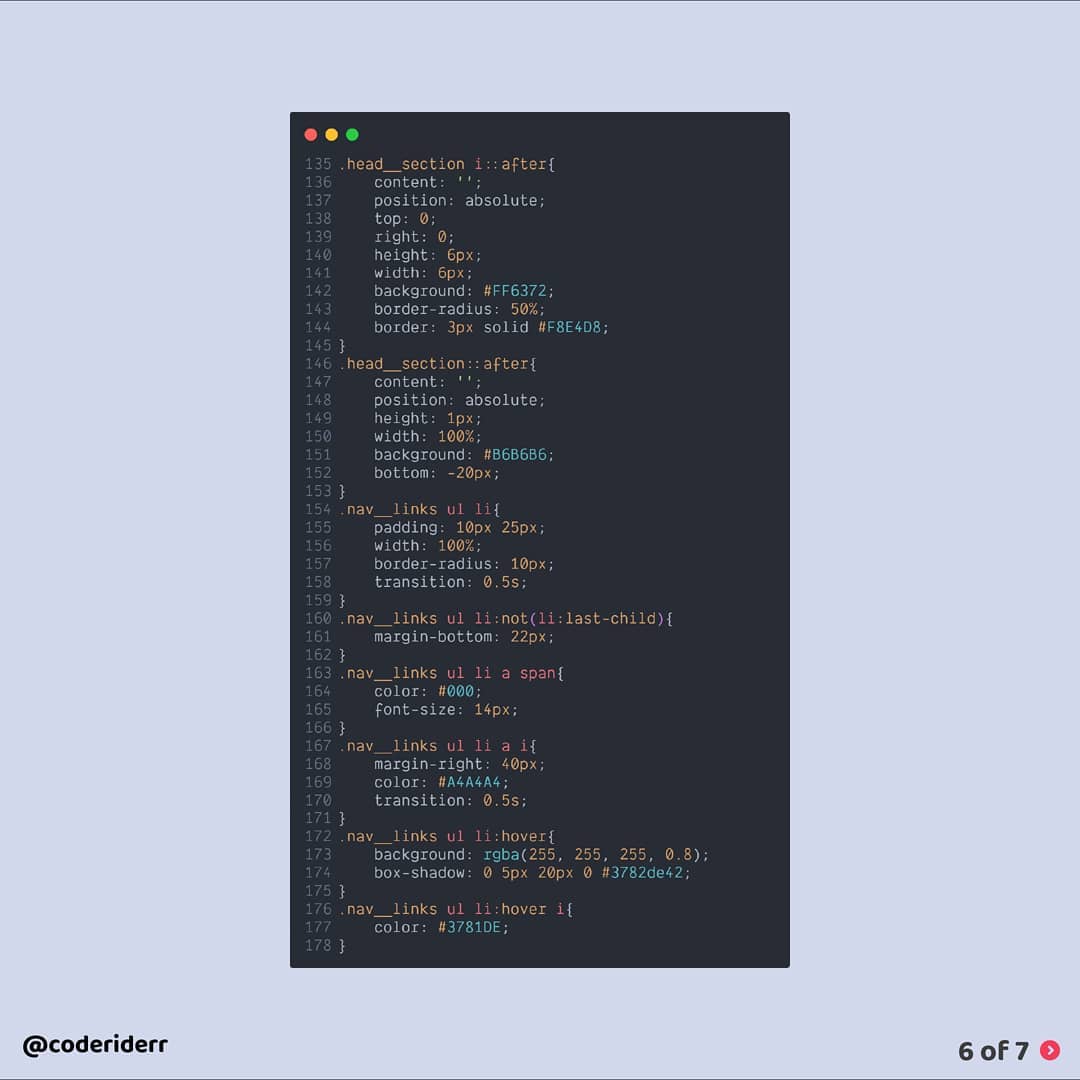 135 .head__section i::after{
136     content: '';
137     position: absolute;
138     top: 0;
139     right: 0;
140     height: 6px;
141     width: 6px;
142     background: #FF6372;
143     border-radius: 50%;
144     border: 3px solid #F8E4D8;
145 }
146 .head__section::after{
147     content: '';
148     position: absolute;
149     height: 1px;
150     width: 100%;
151     background: #B6B6B6;
152     bottom: -20px;
153 }
154 .nav__links ul li{
155     padding: 10px 25px;
156     width: 100%;
157     border-radius: 10px;
158     transition: 0.5s;
159 }
160 .nav__links ul li:not(li:last-child){
161     margin-bottom: 22px;
162 }
163 .nav__links ul li a span{
164     color: #000;
165     font-size: 14px;
166 }
167 .nav__links ul li a i{
168     margin-right: 40px;
169     color: #A4A4A4;
170     transition: 0.5s;
171 }
172 .nav__links ul li:hover{
173     background: rgba(255, 255, 255, 0.8);
174     box-shadow: 0 5px 20px 0 #3782de42;
175 }
176 .nav__links ul li:hover i{
177     color: #3781DE;
178 }
@coderiderr
6 of 7